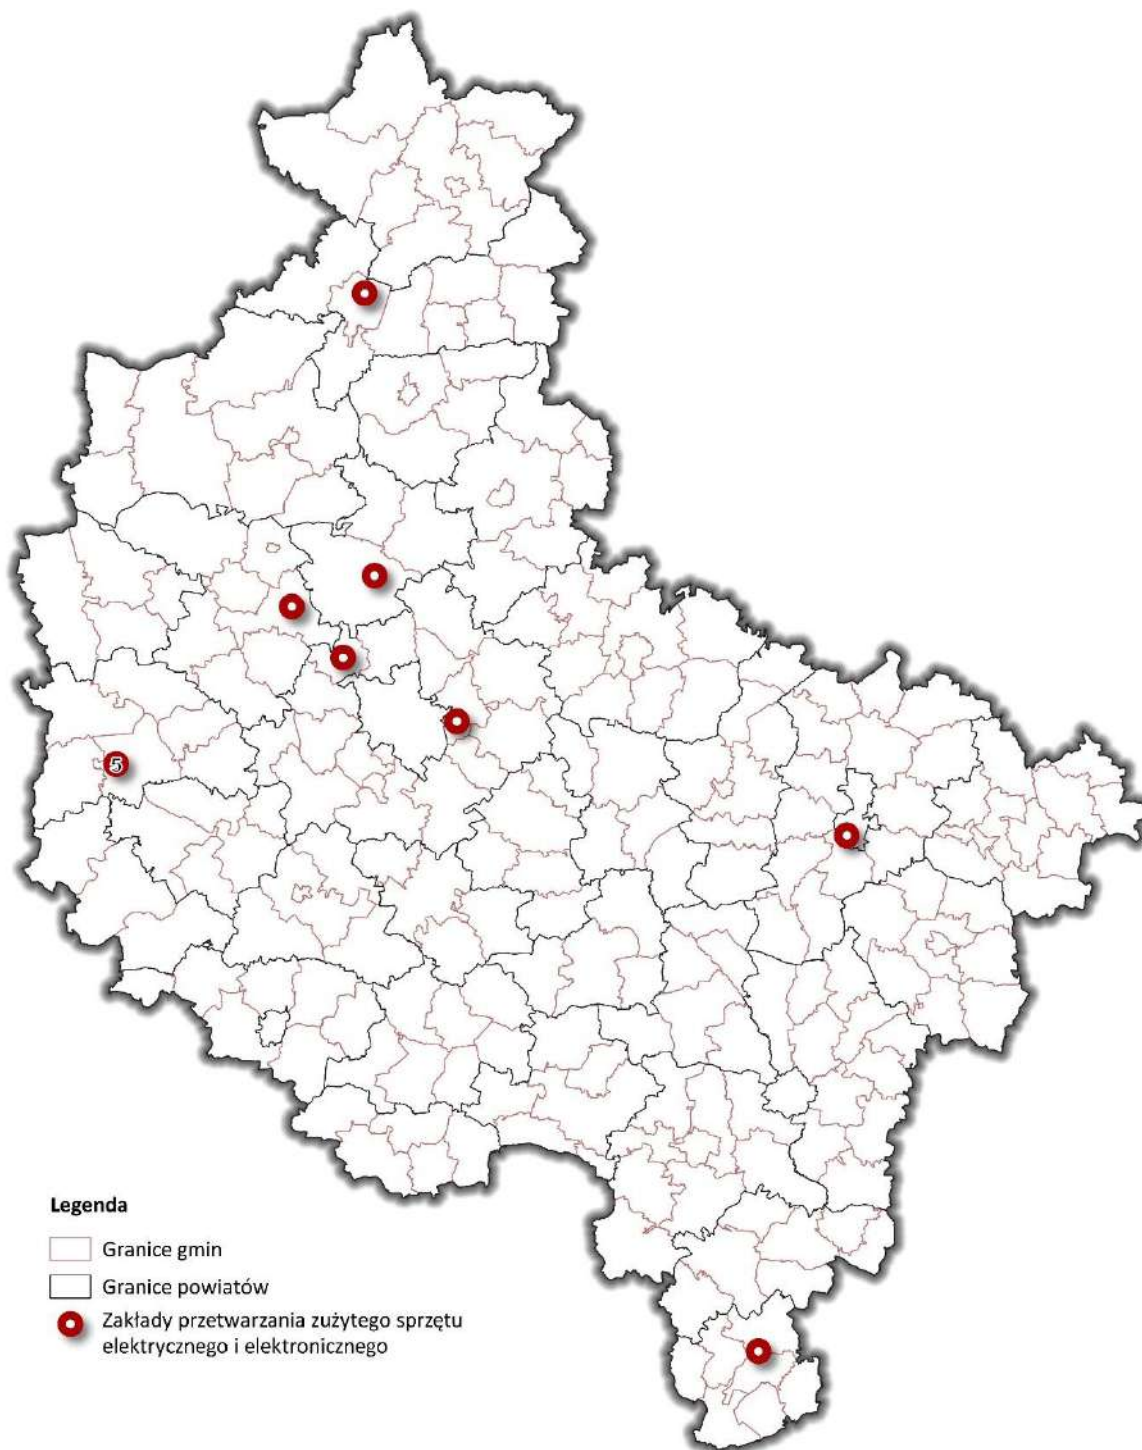 5
Legenda
Granice gmin
Granice powiatów
Zakłady przetwarzania zużytego sprzętu
elektrycznego i elektronicznego